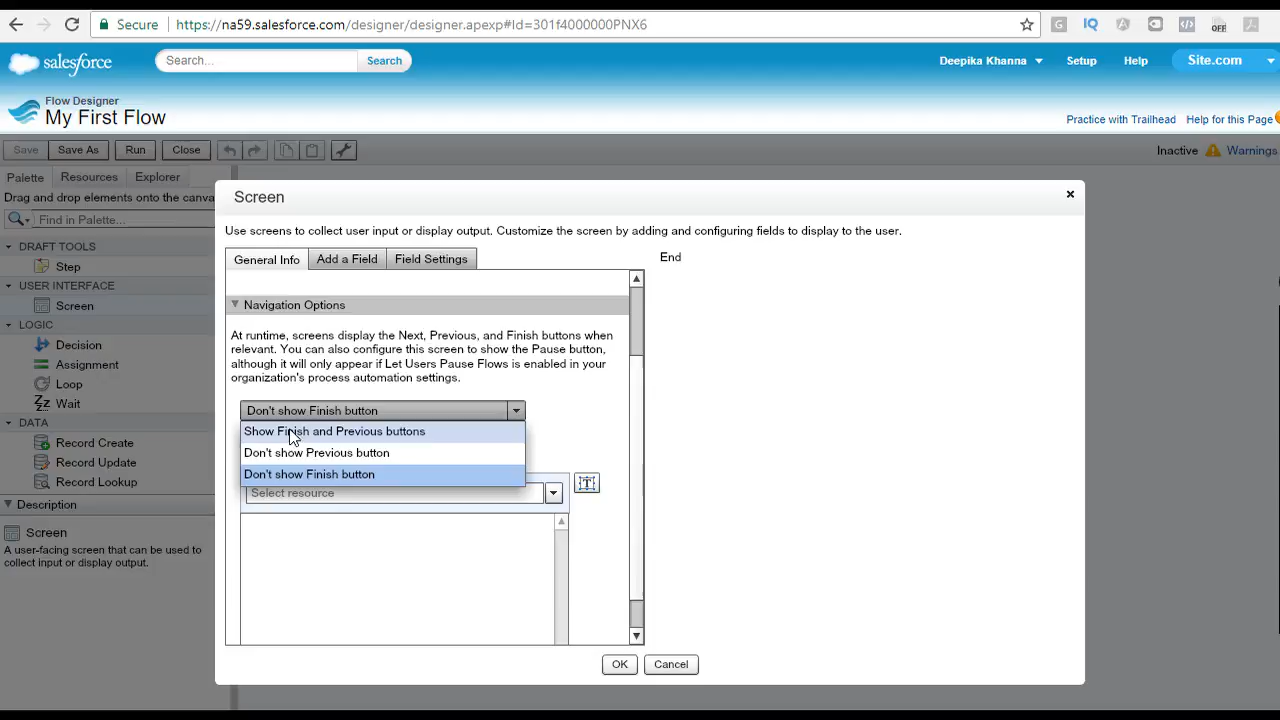 Secure
https://na59.salesforce.com/designer/designer.apexp#Id=301f4000000PNX6
G
IQ
OFF
salesforce
Search...
Search
Deepika Khanna
Setup
Help
Site.com
Flow Designer
My First Flow
Practice with Trailhead
Help for this Page
Save
Save As
Run
Close
Inactive
Warnings
Palette
Resources
Explorer
Drag and drop elements onto the canva
Find in Palette...
DRAFT TOOLS
Step
USER INTERFACE
Screen
LOGIC
Decision
Assignment
Loop
Wait
DATA
Record Create
Record Update
Record Lookup
Description
Screen
A user-facing screen that can be used to
collect input or display output.
Screen
Use screens to collect user input or display output. Customize the screen by adding and configuring fields to display to the user.
General Info
Add a Field
Field Settings
End
Navigation Options
At runtime, screens display the Next, Previous, and Finish buttons when
relevant. You can also configure this screen to show the Pause button,
although it will only appear if Let Users Pause Flows is enabled in your
organization's process automation settings.
Don't show Finish button
Show Finish and Previous buttons
Don't show Previous button
Don't show Finish button
Select resource
T
OK
Cancel